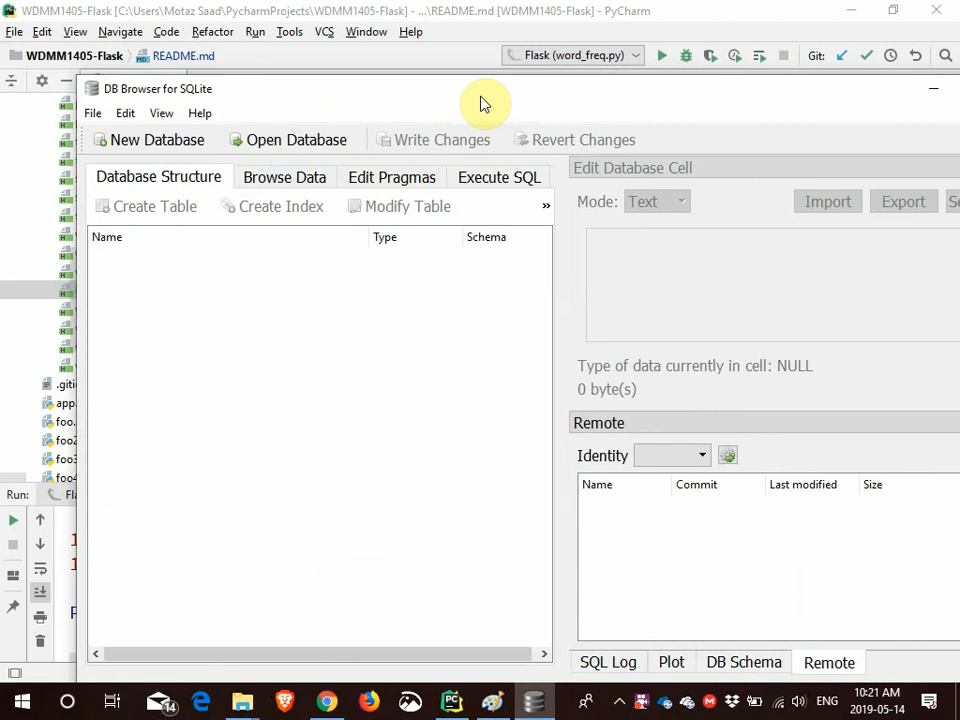 WDMM1405-Flask [C:\Users\Motaz Saad\PycharmProjects\WDMM1405-Flask] - ...\README.md [WDMM1405-Flask] - PyCharm
File Edit View Navigate Code Refactor Run Tools VCS Window Help
WDMM1405-Flask README.md Flask (word_freq.py) Git:
DB Browser for SQLite
File Edit View Help
New Database Open Database Write Changes Revert Changes
Database Structure Browse Data Edit Pragmas Execute SQL
Create Table Create Index Modify Table »
Name Type Schema
Edit Database Cell
Mode: Text Import Export Se
Type of data currently in cell: NULL
0 byte(s)
Remote
Identity
Name Commit Last modified Size
SQL Log Plot DB Schema Remote
.giti
app.
foo.
foo2
foo3
foo4
Run: Fla
1
1
P
14
ENG
10:21 AM
2019-05-14